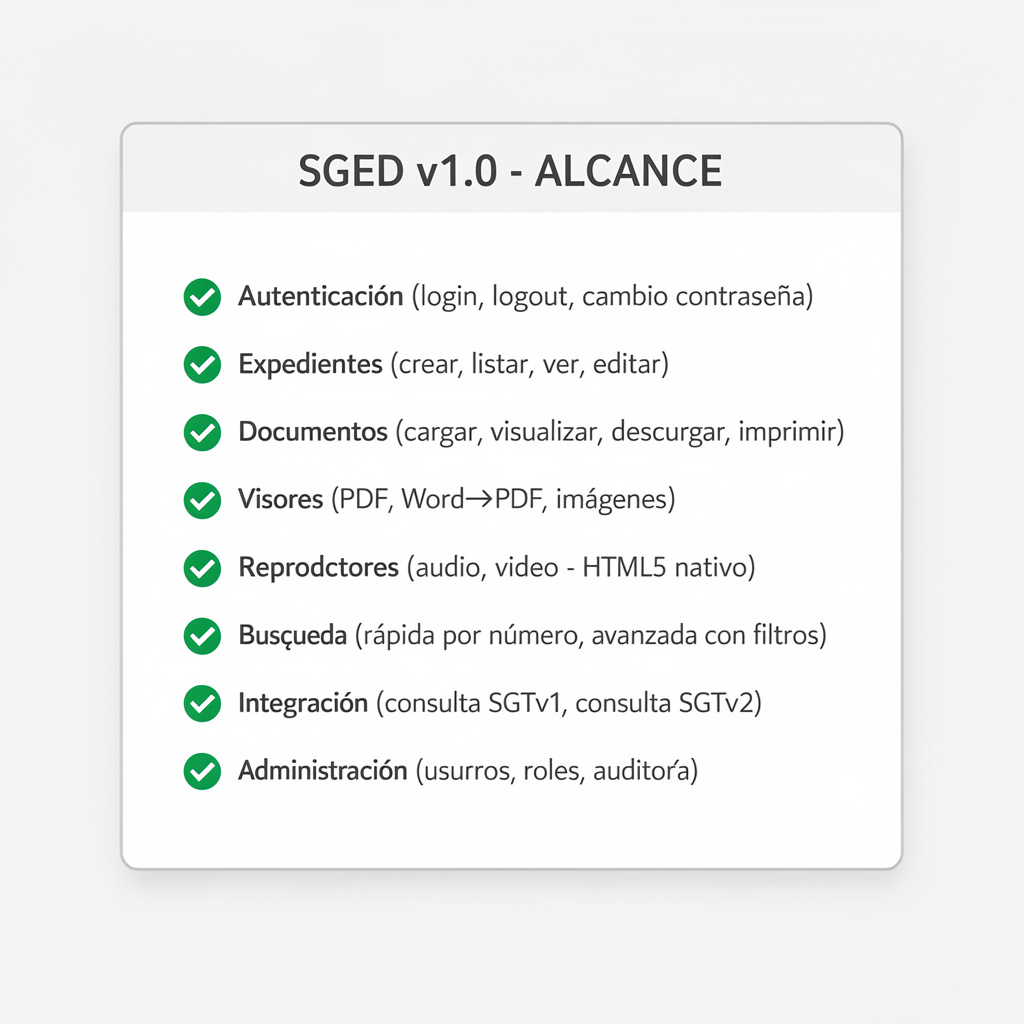 SGED v1.0 - ALCANCE
Autenticación (login, logout, cambio contraseña)
Expedientes (crear, listar, ver, editar)
Documentos (cargar, visualizar, descurgar, imprimir)
Visores (PDF, Word→PDF, imágenes)
Reprodctores (audio, video - HTML5 nativo)
Busçueda (rápida por número, avanzada con filtros)
Integración (consulta SGTv1, consulta SGTv2)
Administración (usurros, roles, auditoŕa)